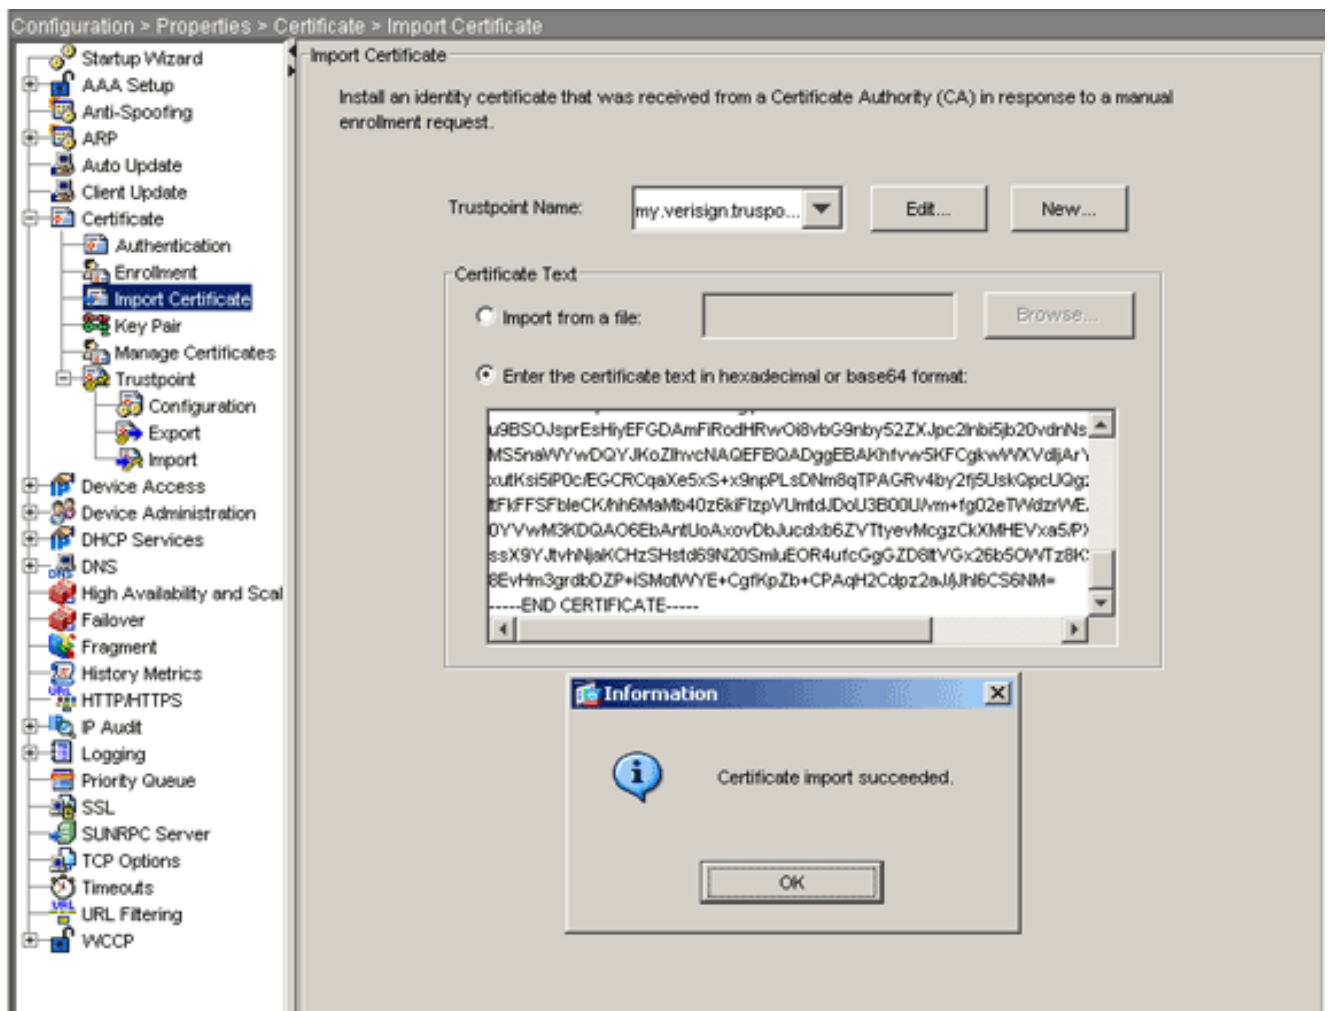 Configuration > Properties > Certificate > Import Certificate
Startup Wizard
AAA Setup
Anti-Spoofing
ARP
Auto Update
Client Update
Certificate
Authentication
Enrollment
Import Certificate
Key Pair
Manage Certificates
Trustpoint
Configuration
Export
Import
Device Access
Device Administration
DHCP Services
DNS
High Availability and Scal
Failover
Fragment
History Metrics
HTTP/HTTPS
IP Audit
Logging
Priority Queue
SSL
SUNRPC Server
TCP Options
Timeouts
URL Filtering
WCCP
Import Certificate
Install an identity certificate that was received from a Certificate Authority (CA) in response to a manual
enrollment request.
Trustpoint Name:
my.verisign.truspo...
Edit...
New...
Certificate Text
Import from a file:
Browse...
Enter the certificate text in hexadecimal or base64 format:
-----END CERTIFICATE-----
Information
Certificate import succeeded.
OK